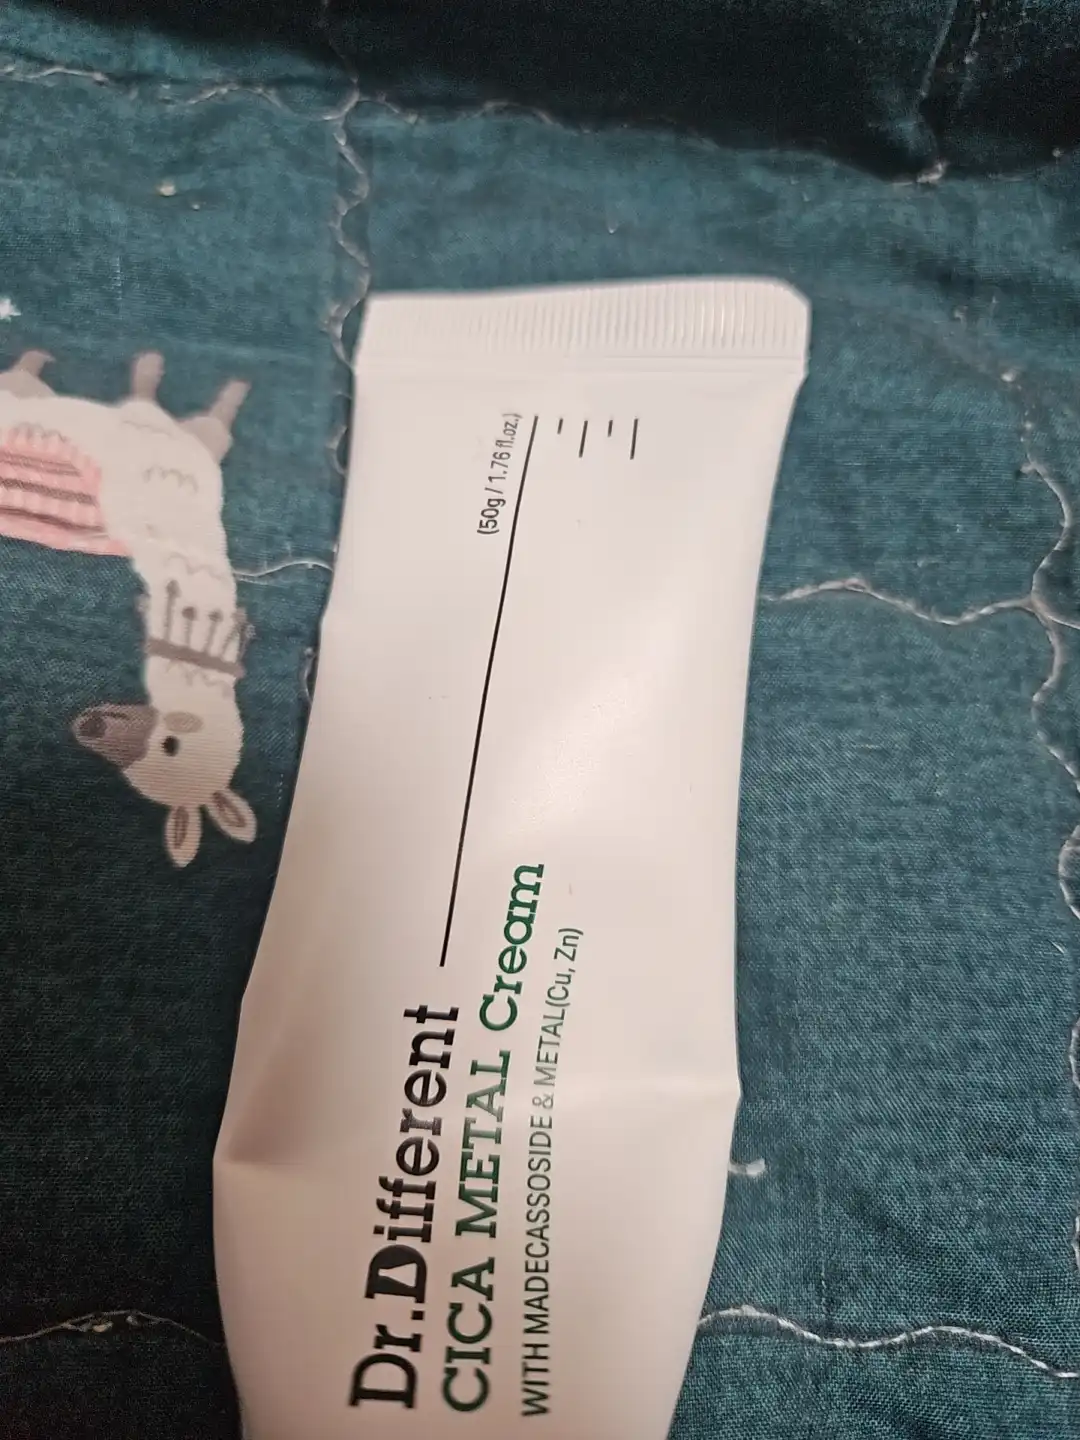 Dr.Different
(50g / 1.76 fl.oz.)
CICA METAL Cream
WITH MADECASSOSIDE & METAL(Cu, Zn)